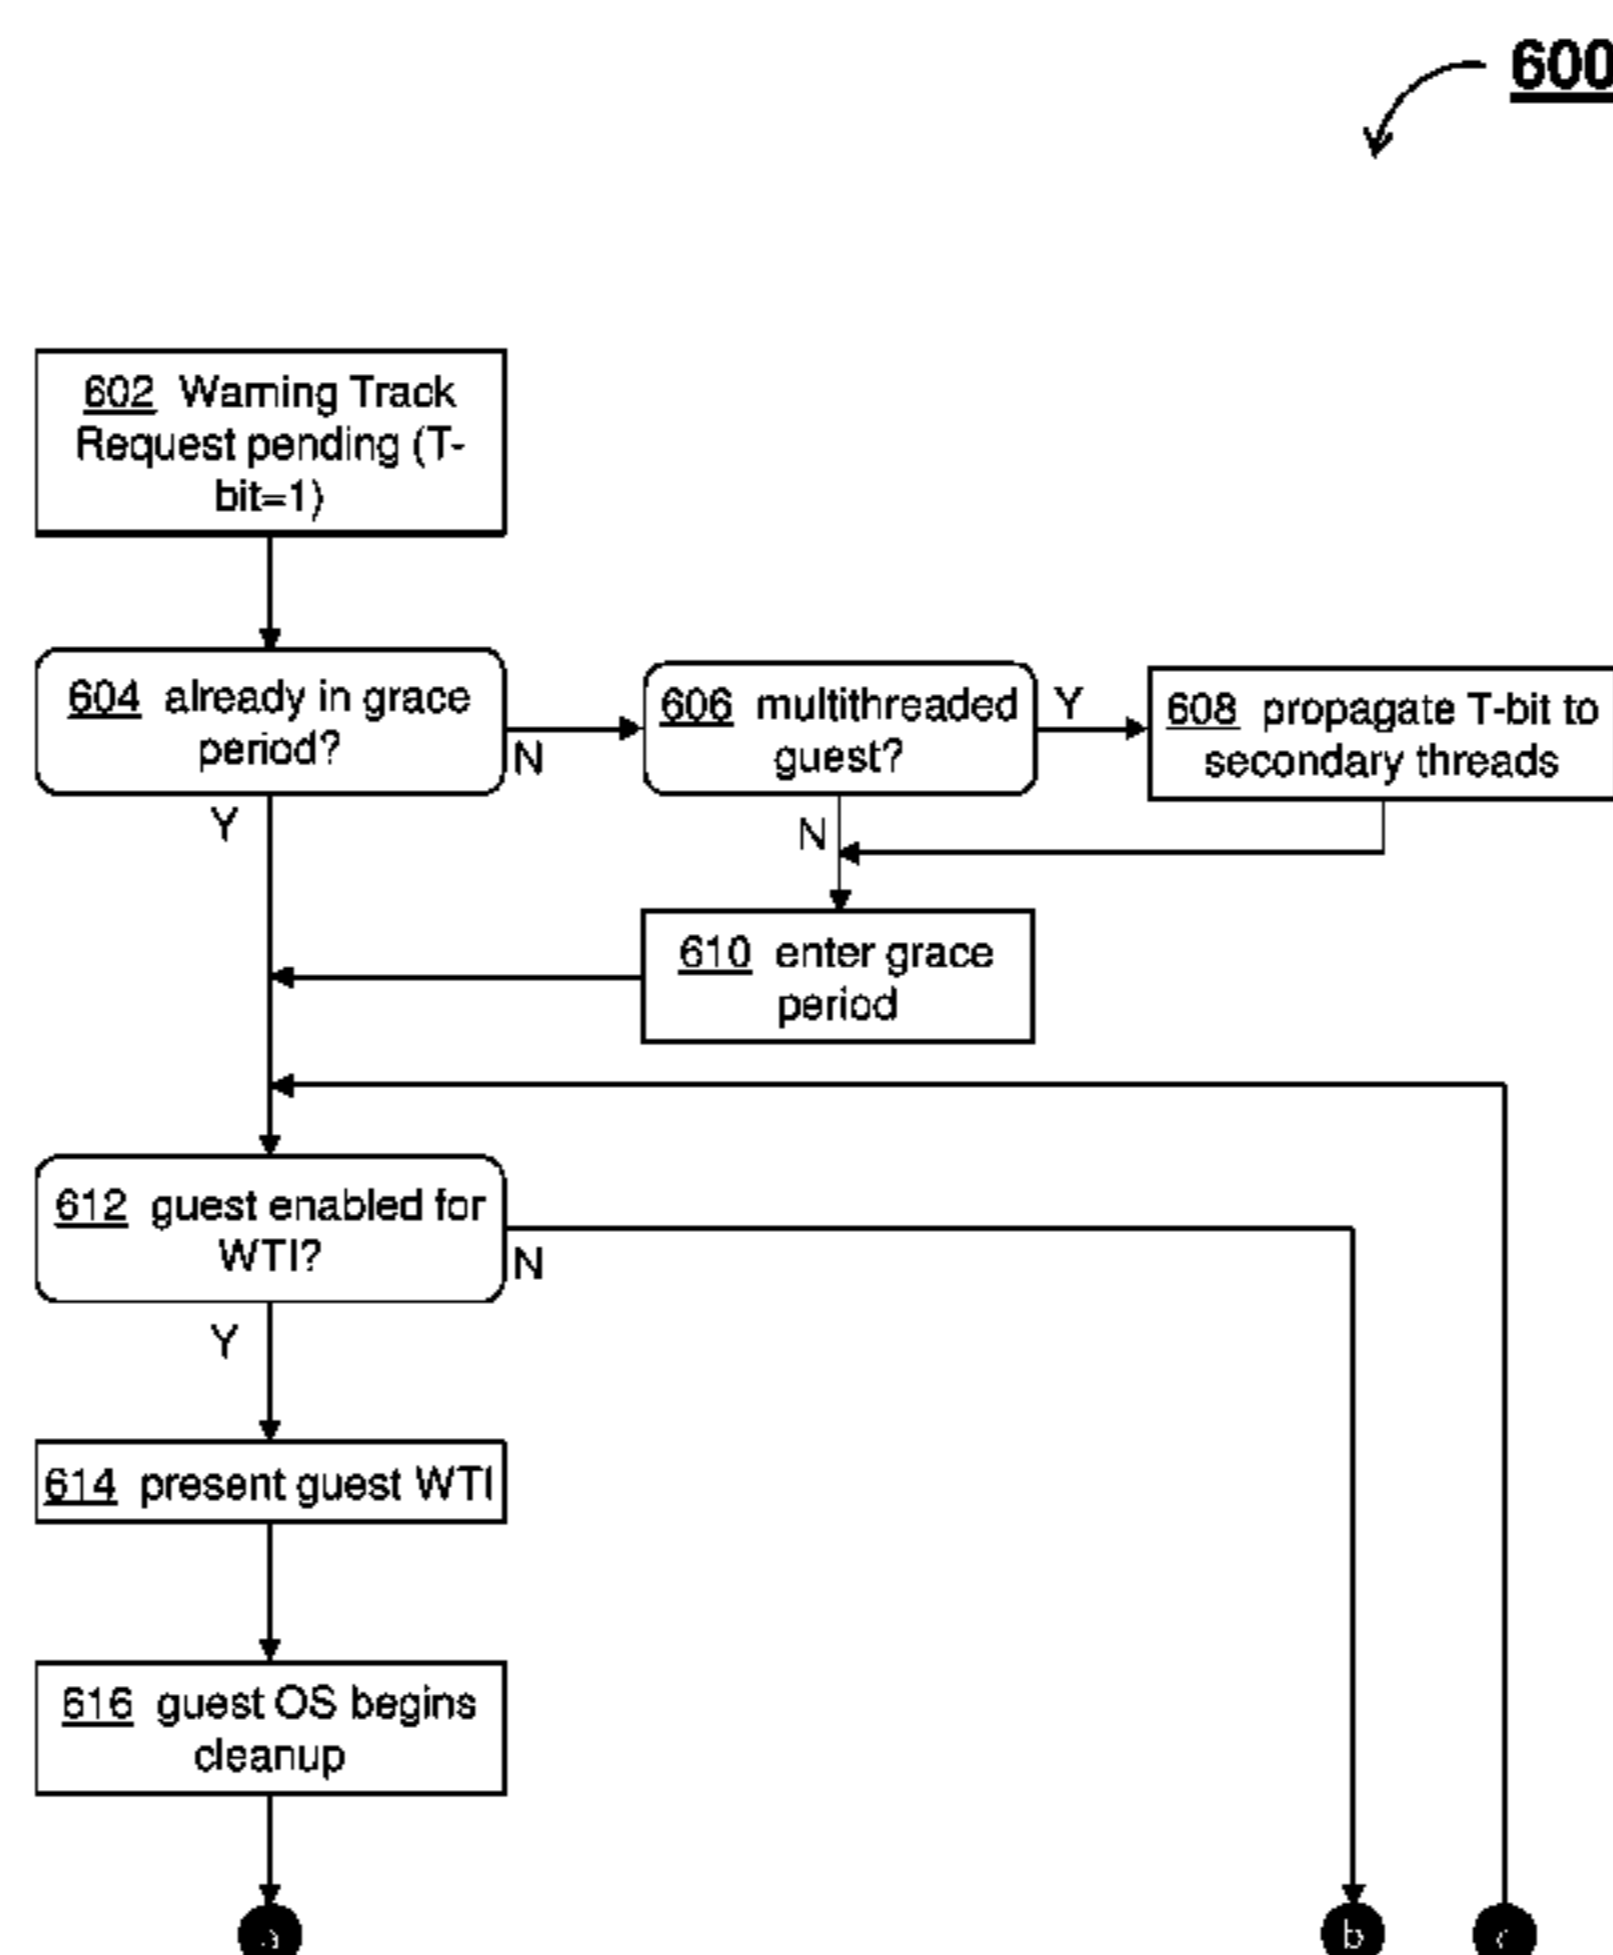 600
602 Warning Track
Request pending (T-
bit=1)
604 already in grace
period?
N
606 multithreaded
guest?
Y
608 propagate T-bit to
secondary threads
Y
N
610 enter grace
period
612 guest enabled for
WTI?
N
Y
614 present guest WTI
616 guest OS begins
cleanup
a
b
c